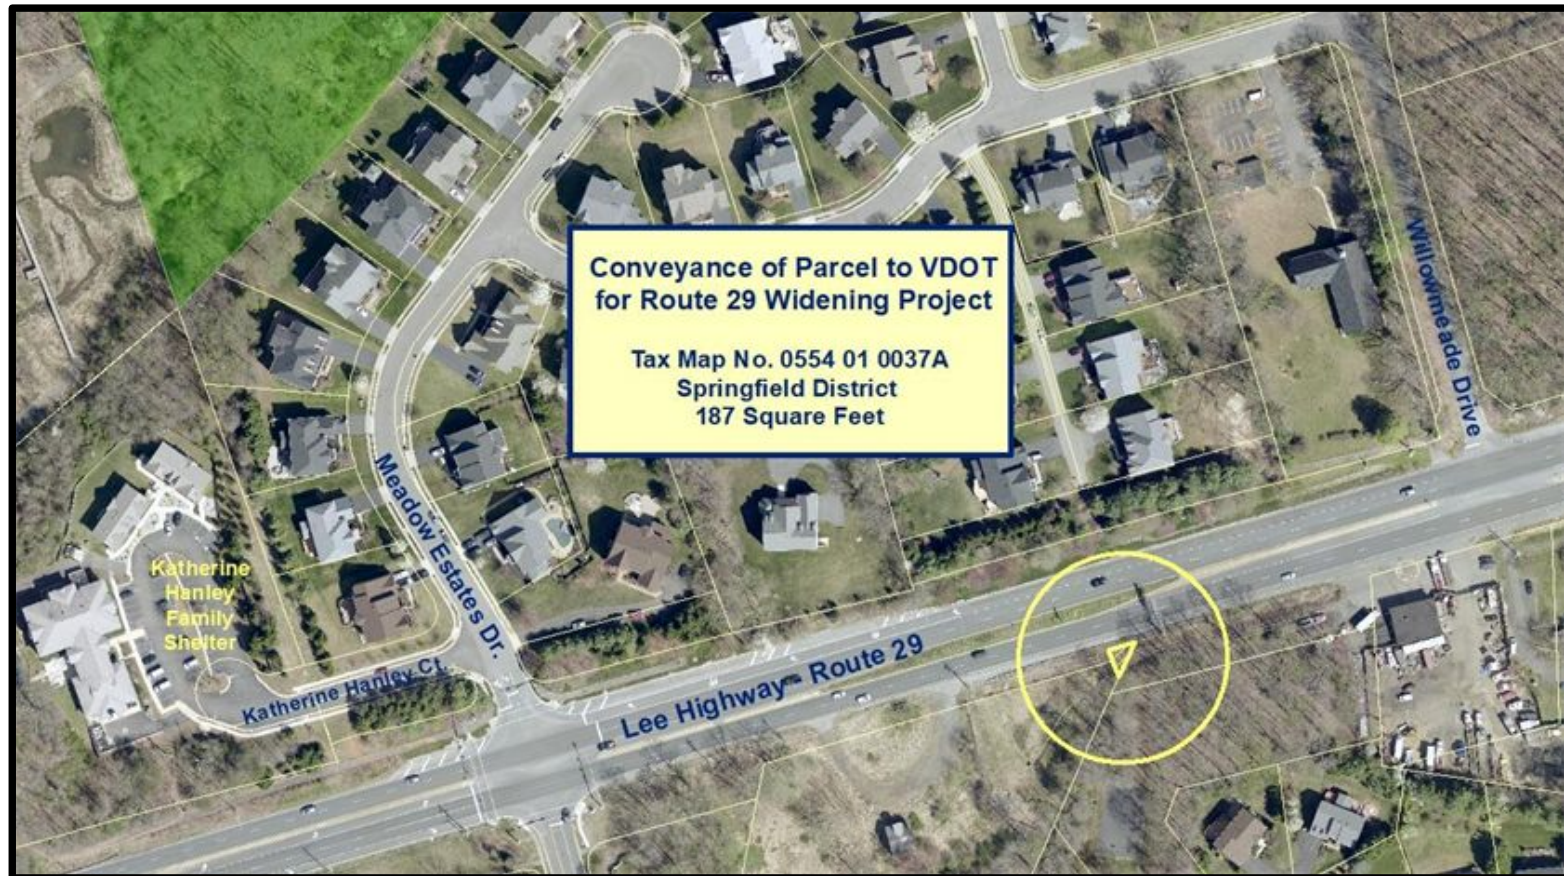 Conveyance of Parcel to VDOT
for Route 29 Widening Project
Tax Map No. 0554 01 0037A
Springfield District
187 Square Feet
Willowmeade Drive
Meadow Estates Dr.
Katherine
Hanley
Family
Shelter
Katherine Hanley Ct.
Lee Highway - Route 29